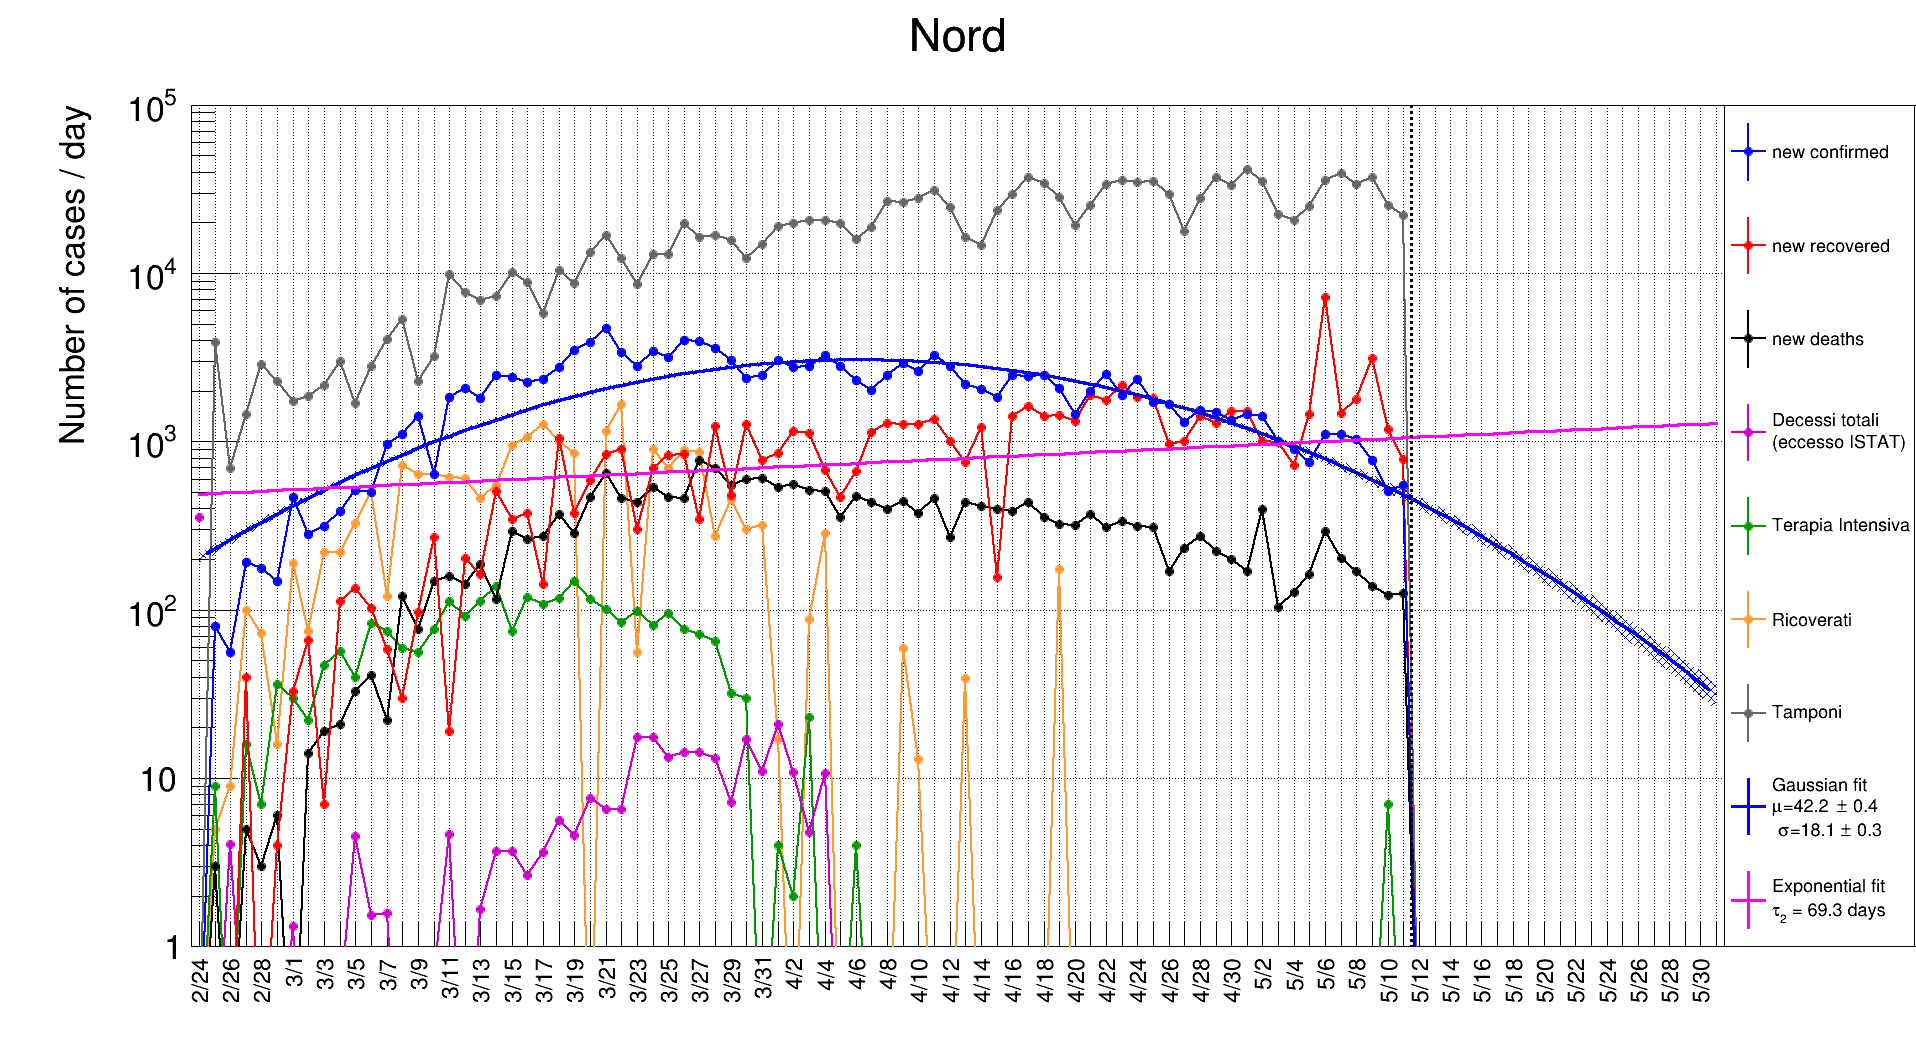 Nord
Number of cases / day
10^5
10^4
10^3
10^2
10
1
2/24 2/26 2/28 3/1 3/3 3/5 3/7 3/9 3/11 3/13 3/15 3/17 3/19 3/21 3/23 3/25 3/27 3/29 3/31 4/2 4/4 4/6 4/8 4/10 4/12 4/14 4/16 4/18 4/20 4/22 4/24 4/26 4/28 4/30 5/2 5/4 5/6 5/8 5/10 5/12 5/14 5/16 5/18 5/20 5/22 5/24 5/26 5/28 5/30
new confirmed
new recovered
new deaths
Decessi totali
(eccesso ISTAT)
Terapia Intensiva
Ricoverati
Tamponi
Gaussian fit
μ=42.2 ± 0.4
σ=18.1 ± 0.3
Exponential fit
τ₂ = 69.3 days